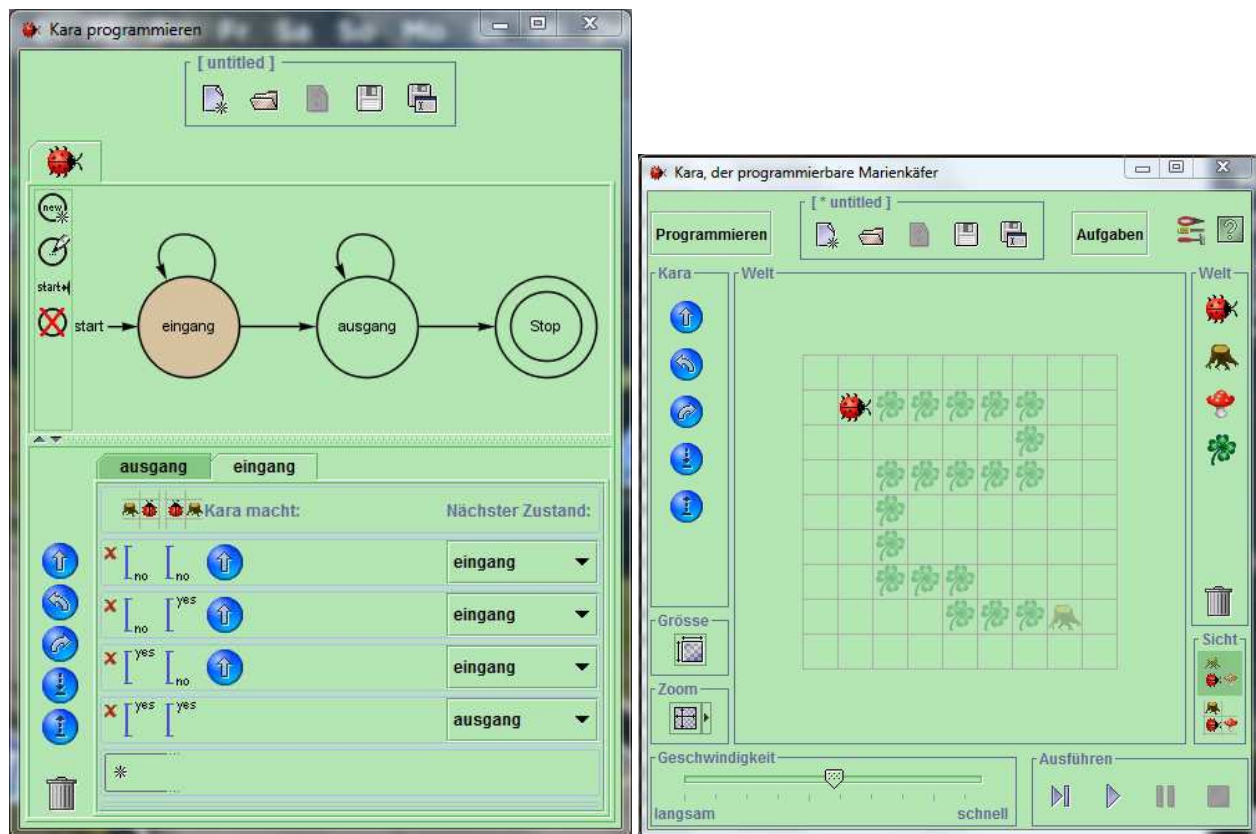 Kara programmieren
[ untitled ]
new
start
start
eingang
ausgang
Stop
ausgang
eingang
Kara macht:
Nächster Zustand:
no
no
eingang
no
yes
eingang
yes
no
eingang
yes
yes
ausgang
Kara, der programmierbare Marienkäfer
Programmieren
[ * untitled ]
Aufgaben
Kara
Welt
Welt
Grösse
Zoom
Sicht
Geschwindigkeit
langsam
schnell
Ausführen